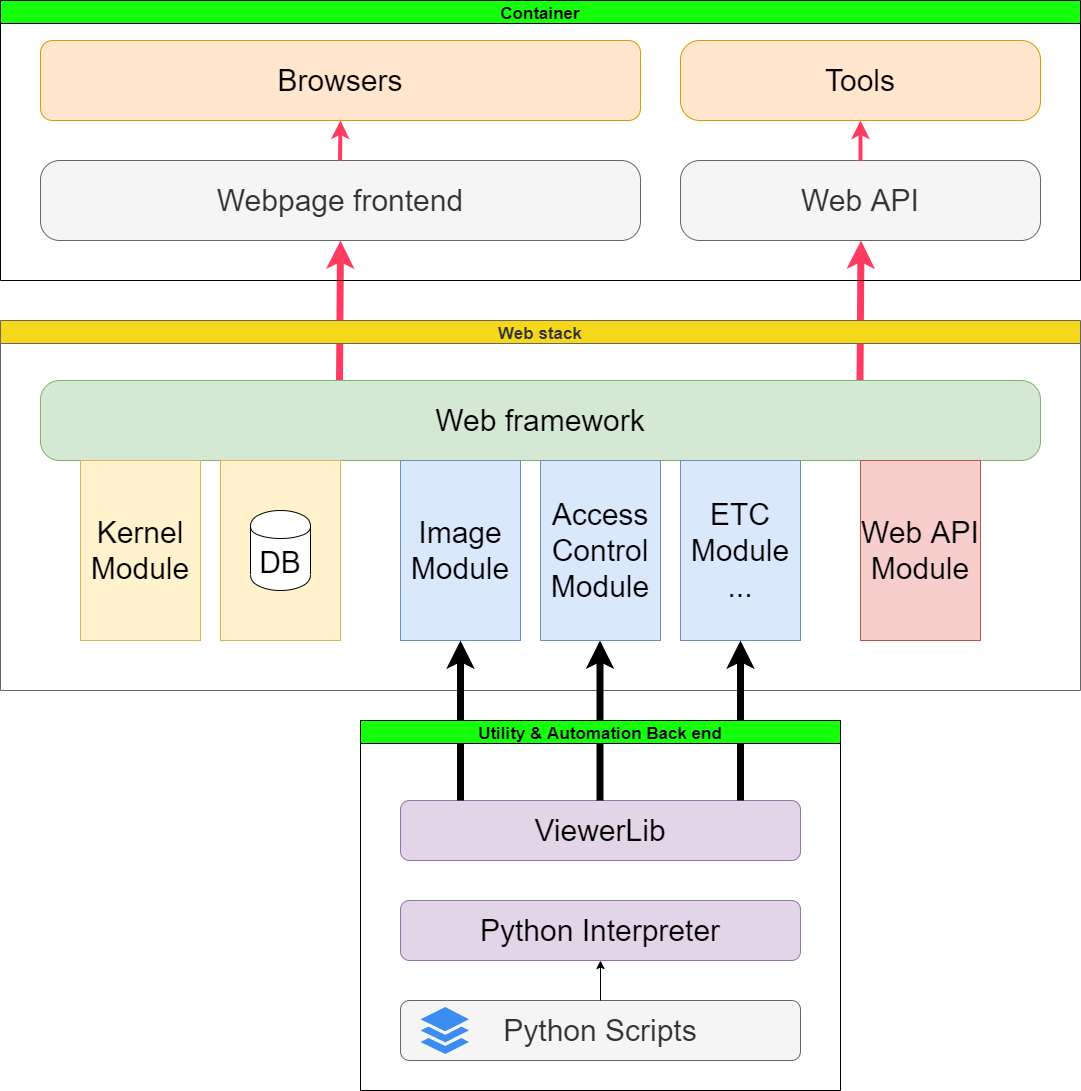 Container
Browsers
Tools
Webpage frontend
Web API
Web stack
Web framework
Kernel
Module
DB
Image
Module
Access
Control
Module
ETC
Module
...
Web API
Module
Utility & Automation Back end
ViewerLib
Python Interpreter
Python Scripts